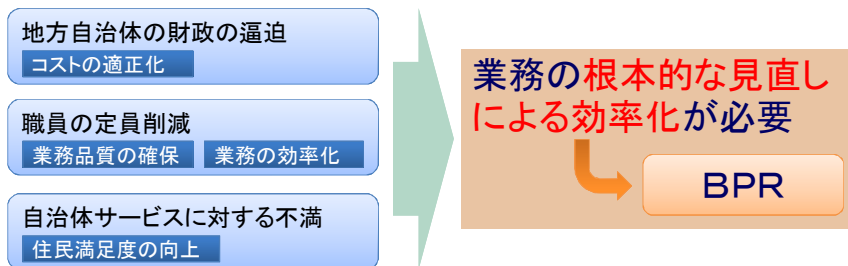 地方自治体の財政の逼迫
コストの適正化
職員の定員削減
業務品質の確保 業務の効率化
自治体サービスに対する不満
住民満足度の向上
業務の根本的な見直し
による効率化が必要
ＢＰＲ